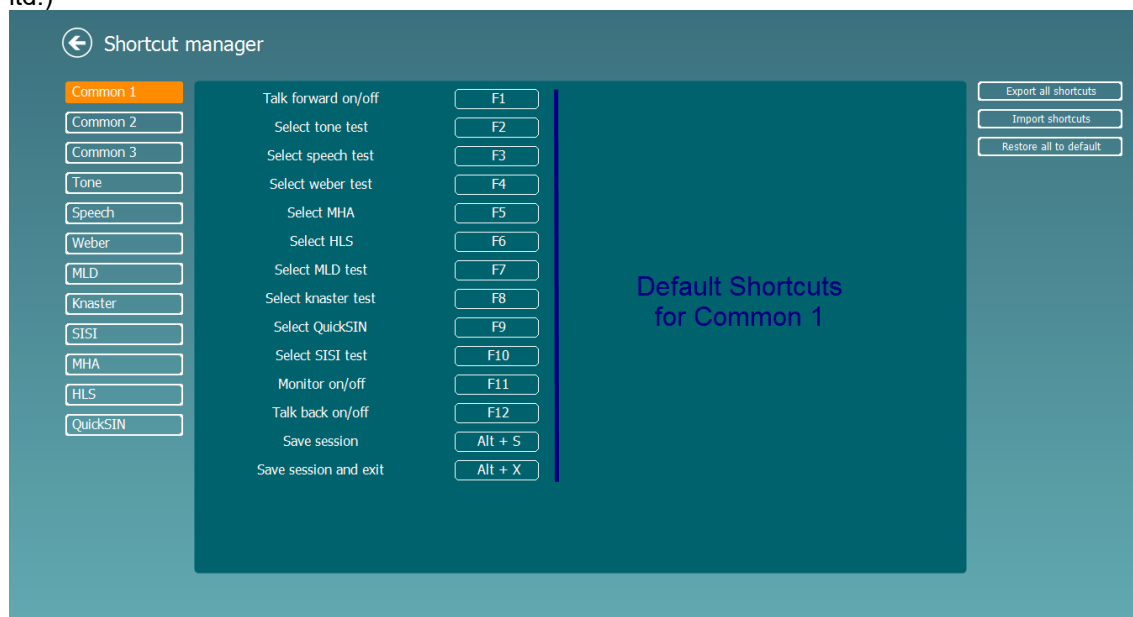 ltd.)
Shortcut manager
Common 1
Common 2
Common 3
Tone
Speech
Weber
MLD
Knaster
SISI
MHA
HLS
QuickSIN
Talk forward on/off F1
Select tone test F2
Select speech test F3
Select weber test F4
Select MHA F5
Select HLS F6
Select MLD test F7
Select knaster test F8
Select QuickSIN F9
Select SISI test F10
Monitor on/off F11
Talk back on/off F12
Save session Alt + S
Save session and exit Alt + X
Default Shortcuts
for Common 1
Export all shortcuts
Import shortcuts
Restore all to default